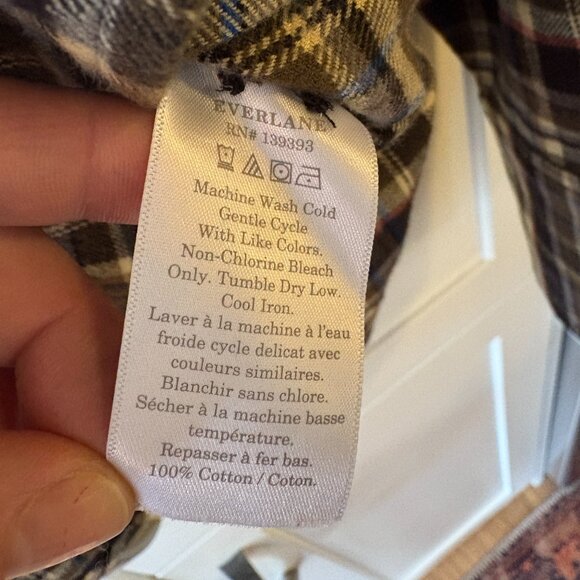 EVERLANE
RN# 139393
Machine Wash Cold
Gentle Cycle
With Like Colors.
Non-Chlorine Bleach
Only. Tumble Dry Low.
Cool Iron.
Laver à la machine à l'eau
froide cycle delicat avec
couleurs similaires.
Blanchir sans chlore.
Sécher à la machine basse
température.
Repasser à fer bas.
100% Cotton / Coton.